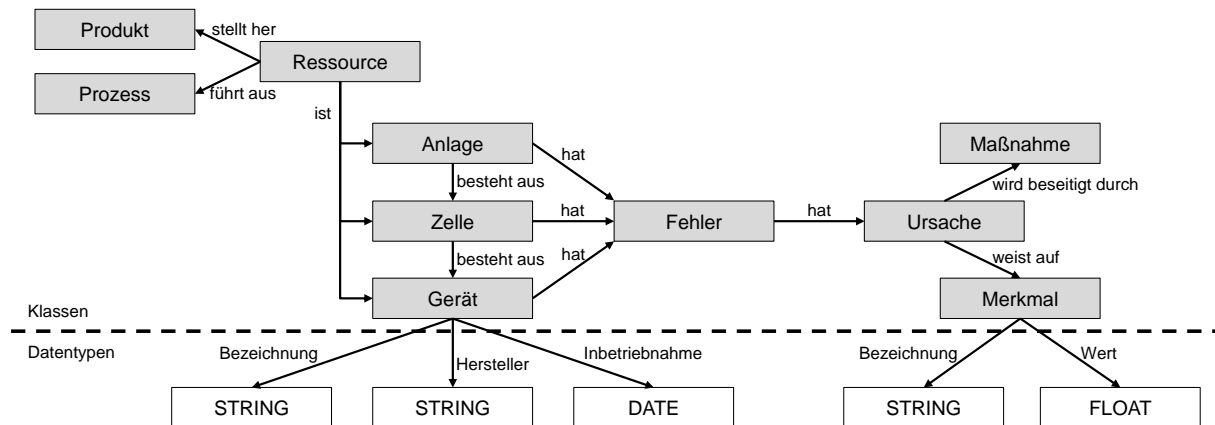 Produkt
stellt her
Ressource
Prozess
führt aus
ist
Anlage
hat
Maßnahme
besteht aus
wird beseitigt durch
Zelle
hat
Fehler
hat
Ursache
besteht aus
hat
weist auf
Gerät
Merkmal
Klassen
Datentypen
Bezeichnung
Hersteller
Inbetriebnahme
Bezeichnung
Wert
STRING
STRING
DATE
STRING
FLOAT